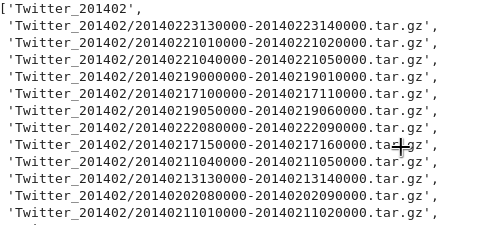 ['Twitter_201402',
'Twitter_201402/20140223130000-20140223140000.tar.gz',
'Twitter_201402/20140221010000-20140221020000.tar.gz',
'Twitter_201402/20140221040000-20140221050000.tar.gz',
'Twitter_201402/20140219000000-20140219010000.tar.gz',
'Twitter_201402/20140217100000-20140217110000.tar.gz',
'Twitter_201402/20140219050000-20140219060000.tar.gz',
'Twitter_201402/20140222080000-20140222090000.tar.gz',
'Twitter_201402/20140217150000-20140217160000.tar.gz',
'Twitter_201402/20140211040000-20140211050000.tar.gz',
'Twitter_201402/20140213130000-20140213140000.tar.gz',
'Twitter_201402/20140202080000-20140202090000.tar.gz',
'Twitter_201402/20140211010000-20140211020000.tar.gz',